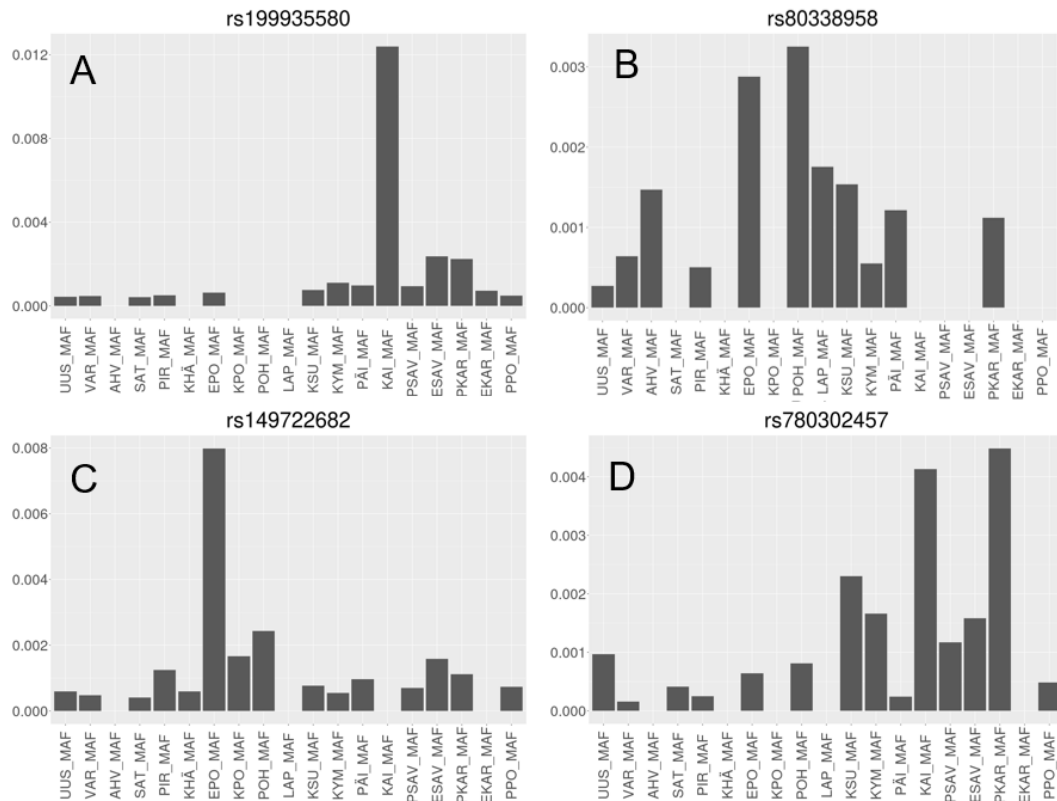 rs199935580
A
0.012
0.008
0.004
0.000
UUS_MAF
VAR_MAF
AHV_MAF
SAT_MAF
PIR_MAF
KHÄ_MAF
EPO_MAF
KPO_MAF
POH_MAF
LAP_MAF
KSU_MAF
KYM_MAF
PÄI_MAF
KAI_MAF
PSAV_MAF
ESAV_MAF
PKAR_MAF
EKAR_MAF
PPO_MAF
rs80338958
B
0.003
0.002
0.001
0.000
UUS_MAF
VAR_MAF
AHV_MAF
SAT_MAF
PIR_MAF
KHÄ_MAF
EPO_MAF
KPO_MAF
POH_MAF
LAP_MAF
KSU_MAF
KYM_MAF
PÄI_MAF
KAI_MAF
PSAV_MAF
ESAV_MAF
PKAR_MAF
EKAR_MAF
PPO_MAF
rs149722682
C
0.008
0.006
0.004
0.002
0.000
UUS_MAF
VAR_MAF
AHV_MAF
SAT_MAF
PIR_MAF
KHÄ_MAF
EPO_MAF
KPO_MAF
POH_MAF
LAP_MAF
KSU_MAF
KYM_MAF
PÄI_MAF
KAI_MAF
PSAV_MAF
ESAV_MAF
PKAR_MAF
EKAR_MAF
PPO_MAF
rs780302457
D
0.004
0.003
0.002
0.001
0.000
UUS_MAF
VAR_MAF
AHV_MAF
SAT_MAF
PIR_MAF
KHÄ_MAF
EPO_MAF
KPO_MAF
POH_MAF
LAP_MAF
KSU_MAF
KYM_MAF
PÄI_MAF
KAI_MAF
PSAV_MAF
ESAV_MAF
PKAR_MAF
EKAR_MAF
PPO_MAF